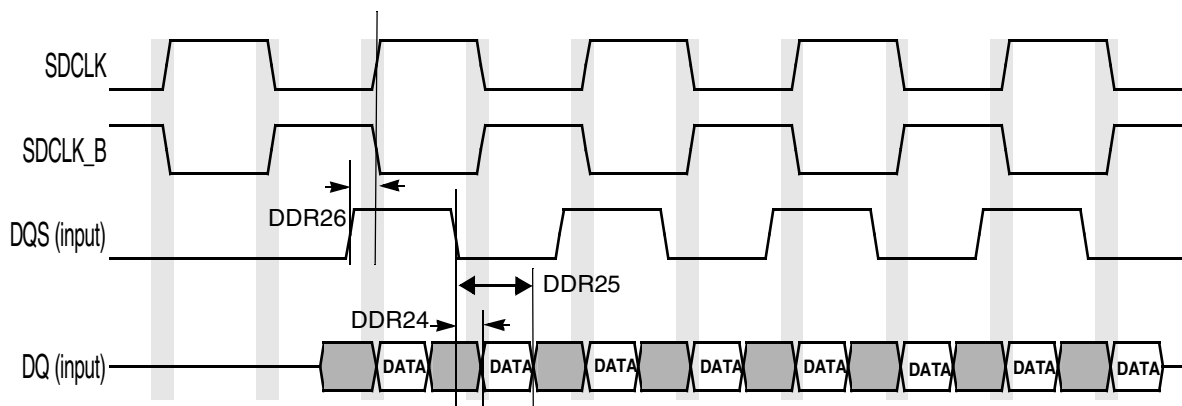 SDCLK
SDCLK_B
DDR26
DQS (input)
DDR25
DDR24
DQ (input)
DATA DATA DATA DATA DATA DATA DATA DATA